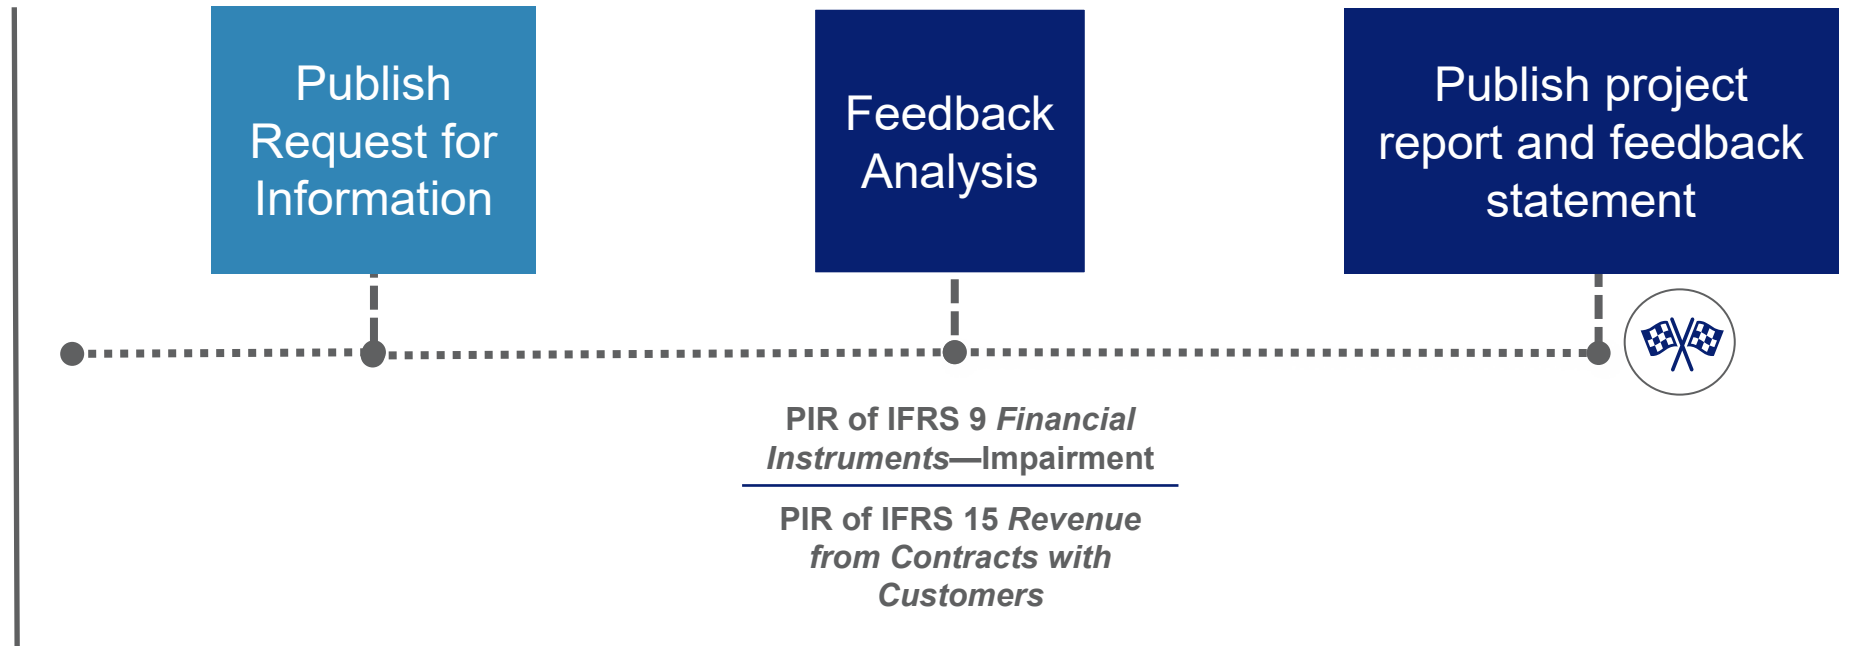 Publish
Request for
Information
Feedback
Analysis
Publish project
report and feedback
statement
PIR of IFRS 9 Financial
Instruments—Impairment
PIR of IFRS 15 Revenue
from Contracts with
Customers